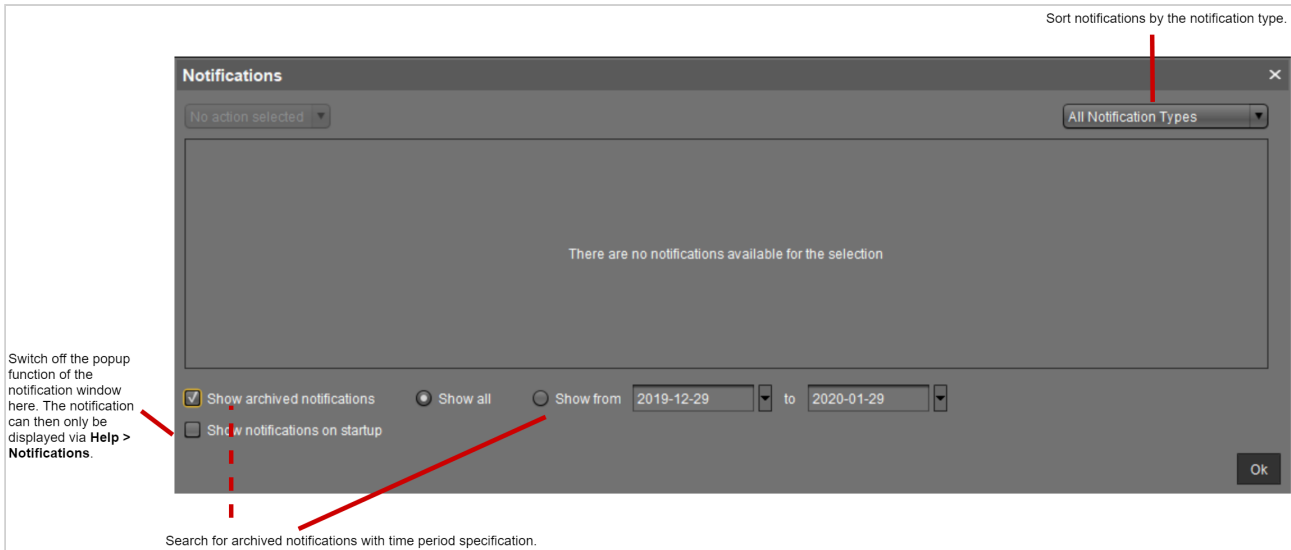 Sort notifications by the notification type.
Notifications
No action selected
All Notification Types
There are no notifications available for the selection
Switch off the popup
function of the
notification window
here. The notification
can then only be
displayed via Help >
Notifications.
Show archived notifications Show all Show from 2019-12-29 to 2020-01-29
Show notifications on startup
Ok
Search for archived notifications with time period specification.